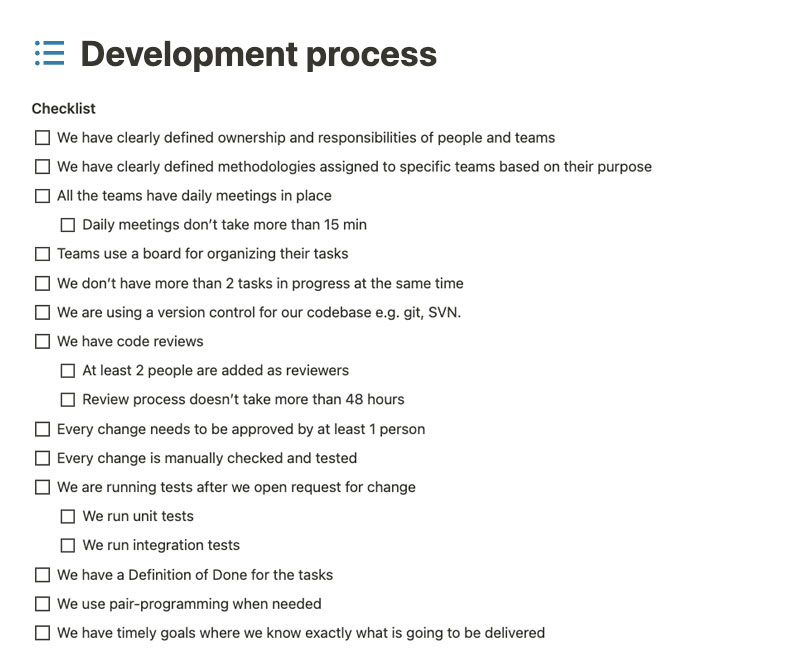 Development process
Checklist
We have clearly defined ownership and responsibilities of people and teams
We have clearly defined methodologies assigned to specific teams based on their purpose
All the teams have daily meetings in place
Daily meetings don’t take more than 15 min
Teams use a board for organizing their tasks
We don’t have more than 2 tasks in progress at the same time
We are using a version control for our codebase e.g. git, SVN.
We have code reviews
At least 2 people are added as reviewers
Review process doesn’t take more than 48 hours
Every change needs to be approved by at least 1 person
Every change is manually checked and tested
We are running tests after we open request for change
We run unit tests
We run integration tests
We have a Definition of Done for the tasks
We use pair-programming when needed
We have timely goals where we know exactly what is going to be delivered